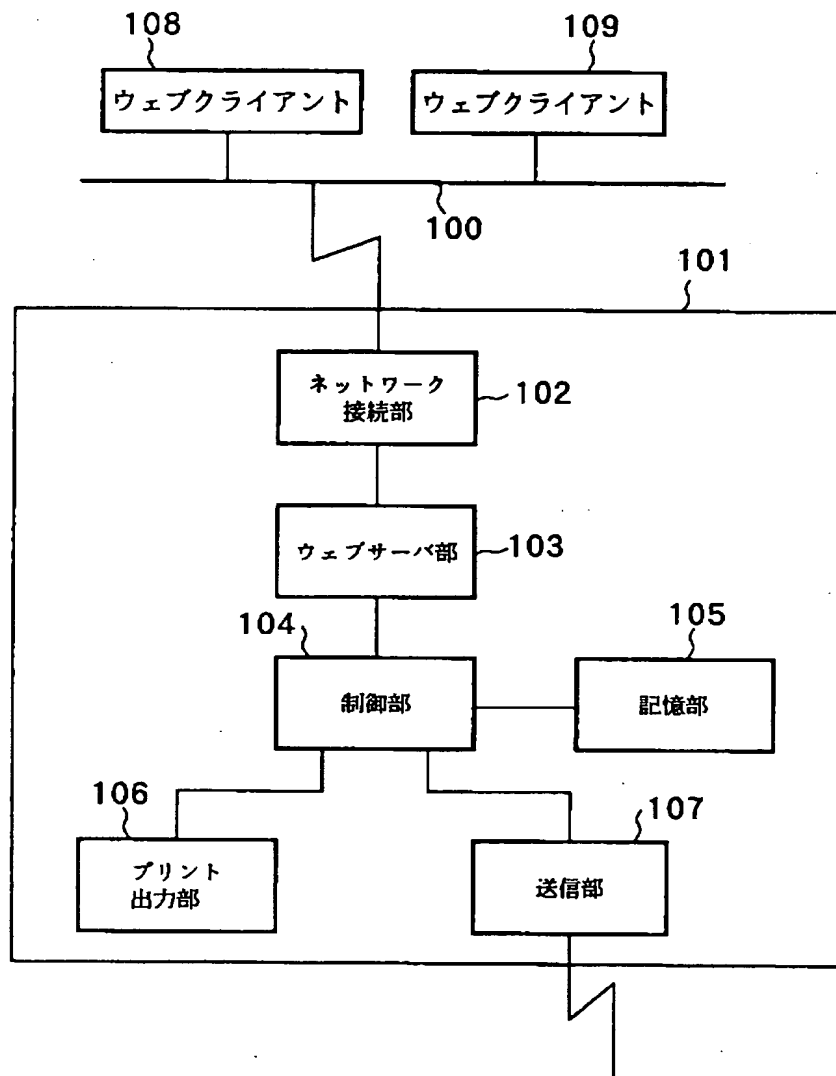 108
ウェブクライアント
109
ウェブクライアント
100
101
ネットワーク
接続部
102
ウェブサーバ部
103
104
制御部
105
記憶部
106
プリント
出力部
107
送信部